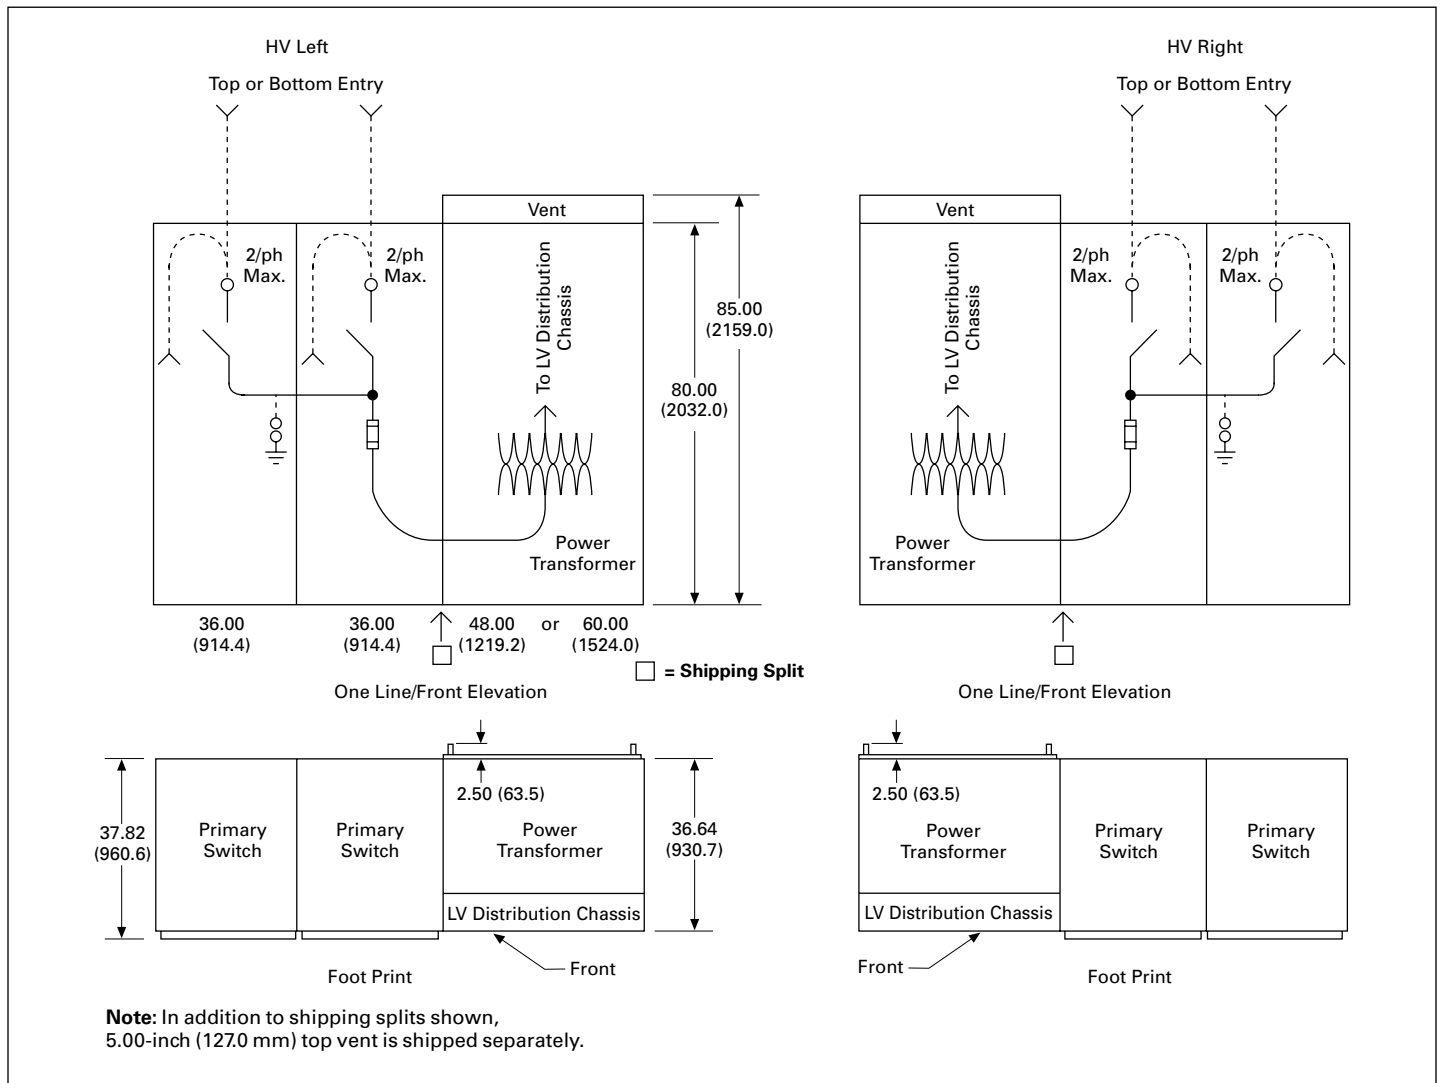 HV Left
HV Right
Top or Bottom Entry
Top or Bottom Entry
Vent
Vent
2/ph
Max.
2/ph
Max.
To LV Distribution
Chassis
85.00
(2159.0)
80.00
(2032.0)
To LV Distribution
Chassis
2/ph
Max.
2/ph
Max.
Power
Transformer
Power
Transformer
36.00
(914.4)
36.00
(914.4)
48.00
(1219.2)
or
60.00
(1524.0)
= Shipping Split
One Line/Front Elevation
One Line/Front Elevation
37.82
(960.6)
Primary
Switch
Primary
Switch
2.50 (63.5)
Power
Transformer
LV Distribution Chassis
36.64
(930.7)
2.50 (63.5)
Power
Transformer
LV Distribution Chassis
Primary
Switch
Primary
Switch
Front
Foot Print
Front
Foot Print
Note: In addition to shipping splits shown,
5.00-inch (127.0 mm) top vent is shipped separately.